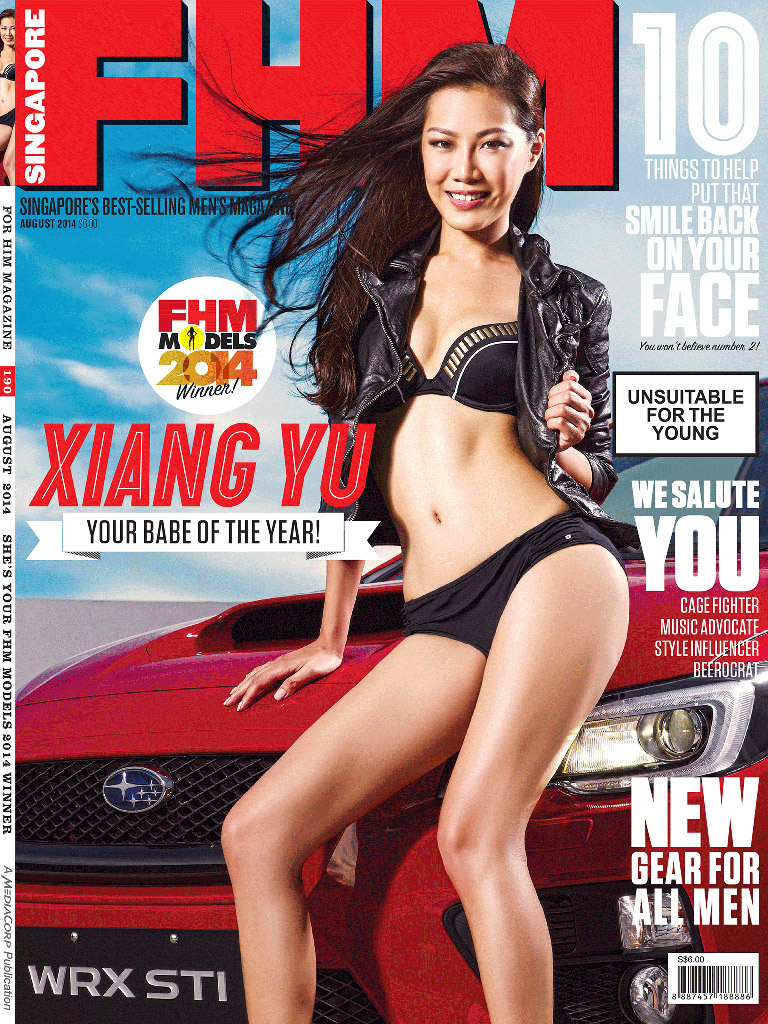 SINGAPORE
FHM
SINGAPORE'S BEST-SELLING MEN'S MAGAZINE
AUGUST 2014 $6.00
10
THINGS TO HELP
PUT THAT
SMILE BACK
ON YOUR
FACE
You won't believe number 2!
FHM
MODELS
2014
Winner!
UNSUITABLE
FOR THE
YOUNG
XIANG YU
YOUR BABE OF THE YEAR!
WE SALUTE
YOU
CAGE FIGHTER
MUSIC ADVOCATE
STYLE INFLUENCER
BEEROCRAT
NEW
GEAR FOR
ALL MEN
WRX STI
S$6.00
8 887457 188886
FOR HIM MAGAZINE 190 AUGUST 2014 SHE'S YOUR FHM MODELS 2014 WINNER A MEDIACORP Publication